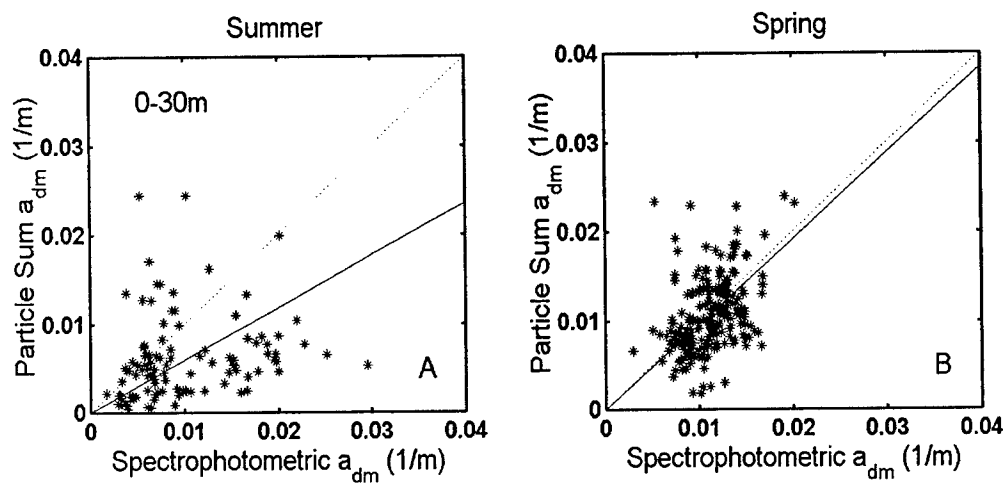 Summer
0.04
0.03
0.02
0.01
0
Particle Sum a_dm (1/m)
0-30m
A
0 0.01 0.02 0.03 0.04
Spectrophotometric a_dm (1/m)
Spring
0.04
0.03
0.02
0.01
0
Particle Sum a_dm (1/m)
B
0 0.01 0.02 0.03 0.04
Spectrophotometric a_dm (1/m)